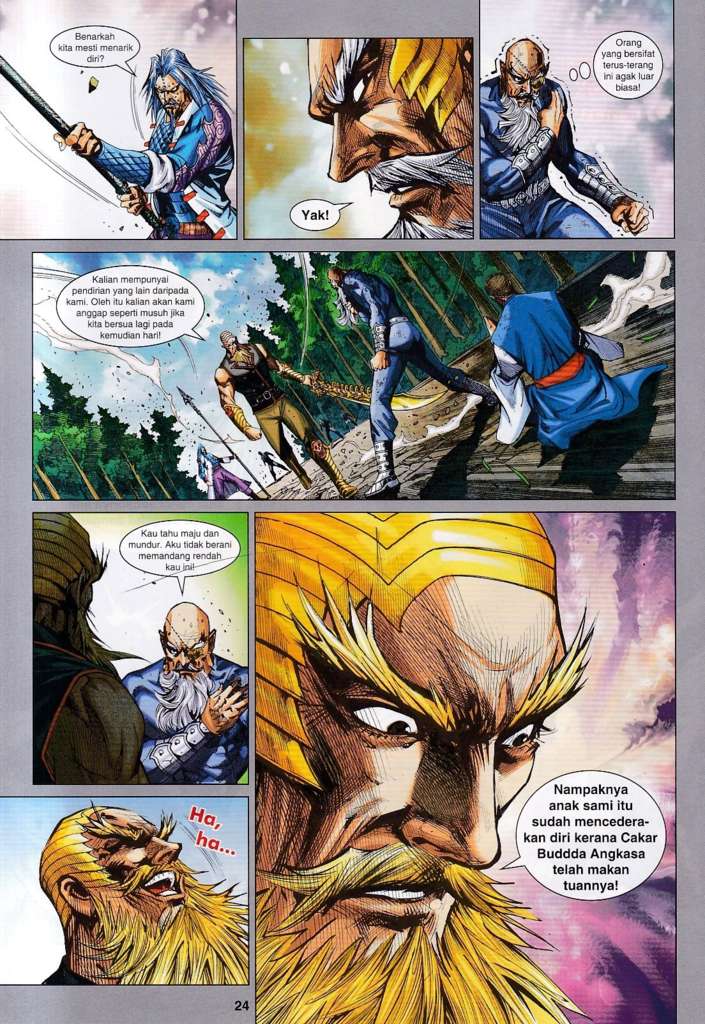 Benarkah
kita mesti menarik
diri?
Yak!
Orang
yang bersifat
terus-terang
ini agak luar
biasa!
Kalian mempunyai
pendirian yang lain daripada
kami. Oleh itu kalian akan kami
anggap seperti musuh jika
kita bersua lagi pada
kemudian hari!
Kau tahu maju dan
mundur. Aku tidak berani
memandang rendah
kau ini!
Ha,
ha...
Nampaknya
anak sami itu
sudah mencedera-
kan diri kerana Cakar
Buddda Angkasa
telah makan
tuannya!
24